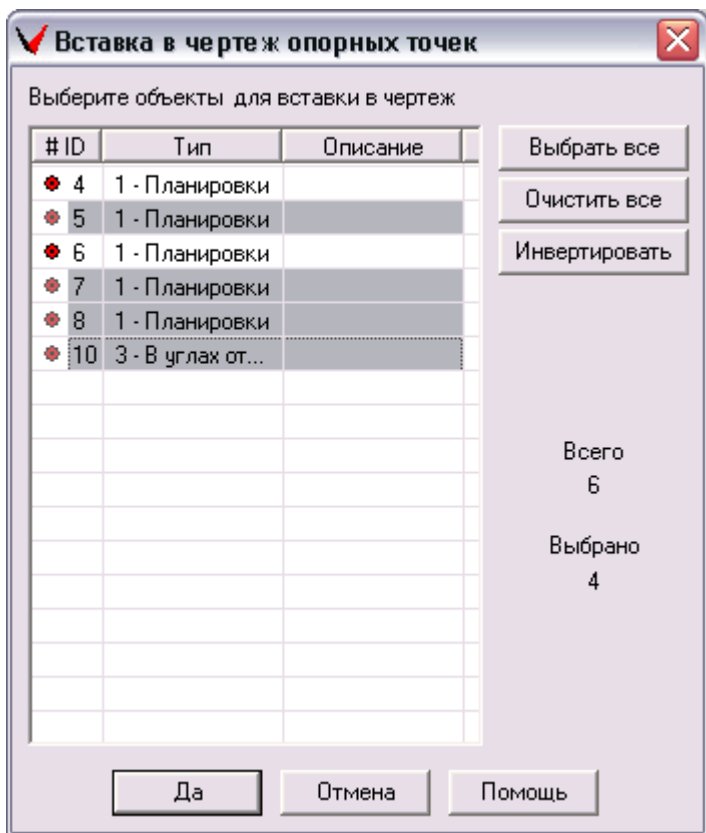 Вставка в чертеж опорных точек
Выберите объекты для вставки в чертеж
# ID Тип Описание
4 1 - Планировки
5 1 - Планировки
6 1 - Планировки
7 1 - Планировки
8 1 - Планировки
10 3 - В углах от...
Выбрать все
Очистить все
Инвертировать
Всего
6
Выбрано
4
Да Отмена Помощь